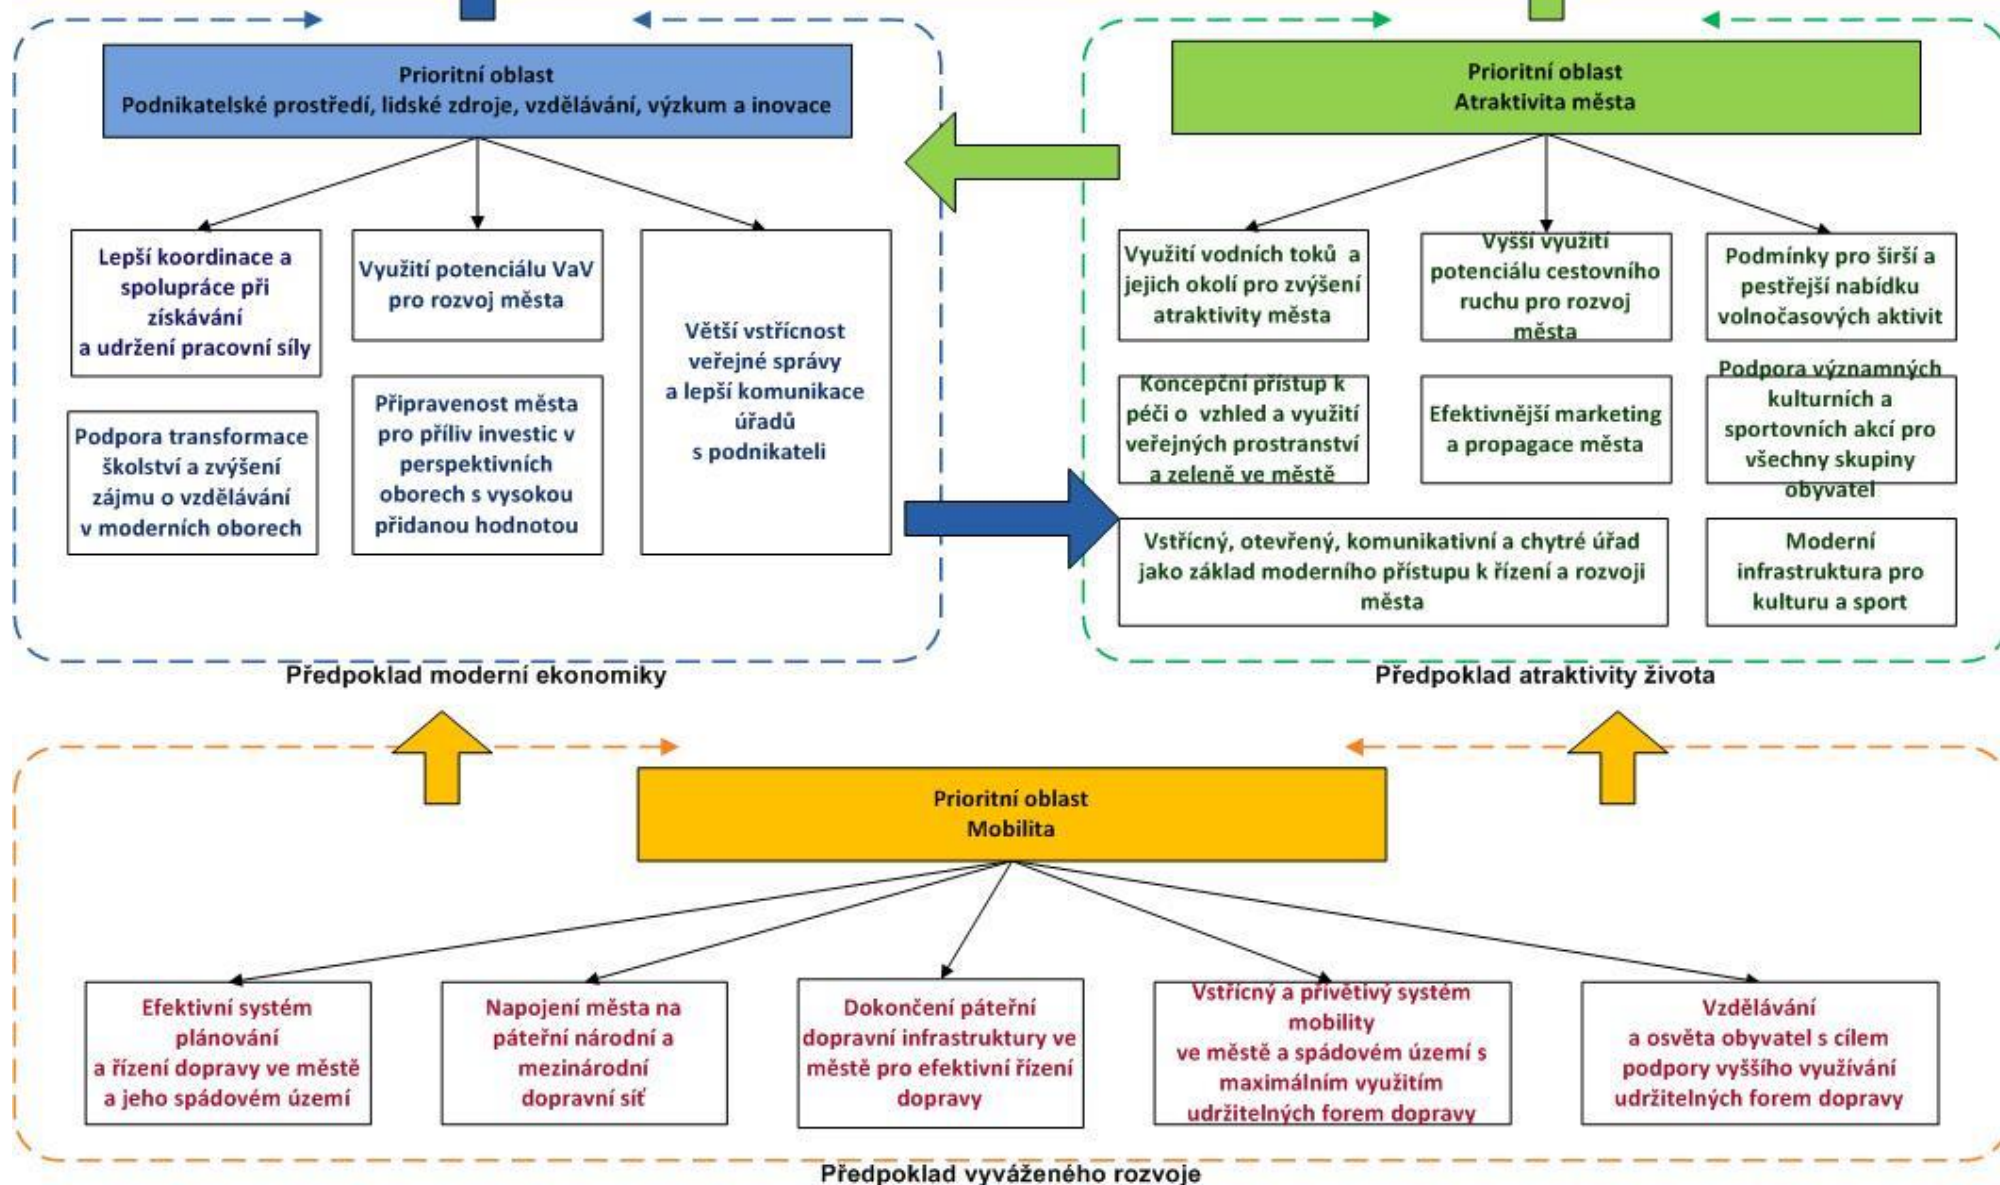 Prioritní oblast
Podnikatelské prostředí, lidské zdroje, vzdělávání, výzkum a inovace
Lepší koordinace a
spolupráce při
získávání
a udržení pracovní síly
Podpora transformace
školství a zvýšení
zájmu o vzdělávání
v moderních oborech
Využití potenciálu VaV
pro rozvoj města
Připravenost města
pro příliv investic v
perspektivních
oborech s vysokou
přidanou hodnotou
Větší vstřícnost
veřejné správy
a lepší komunikace
úřadů
s podnikateli
Předpoklad moderní ekonomiky
Prioritní oblast
Atraktivita města
Využití vodních toků a
jejich okolí pro zvýšení
atraktivity města
Vyšší využití
potenciálu cestovního
ruchu pro rozvoj
města
Podmínky pro širší a
pestřejší nabídku
volnočasových aktivit
Koncepční přístup k
péči o vzhled a využití
veřejných prostranství
a zeleně ve městě
Efektivnější marketing
a propagace města
Podpora významných
kulturních a
sportovních akcí pro
všechny skupiny
obyvatel
Vstřícný, otevřený, komunikativní a chytré úřad
jako základ moderního přístupu k řízení a rozvoji
města
Moderní
infrastruktura pro
kulturu a sport
Předpoklad atraktivity života
Prioritní oblast
Mobilita
Efektivní systém
plánování
a řízení dopravy ve městě
a jeho spádovém území
Napojení města na
páteřní národní a
mezinárodní
dopravní síť
Dokončení páteřní
dopravní infrastruktury ve
městě pro efektivní řízení
dopravy
Vstřícný a přívětivý systém
mobility
ve městě a spádovém území s
maximálním využitím
udržitelných forem dopravy
Vzdělávání
a osvěta obyvatel s cílem
podpory vyššího využívání
udržitelných forem dopravy
Předpoklad vyváženého rozvoje